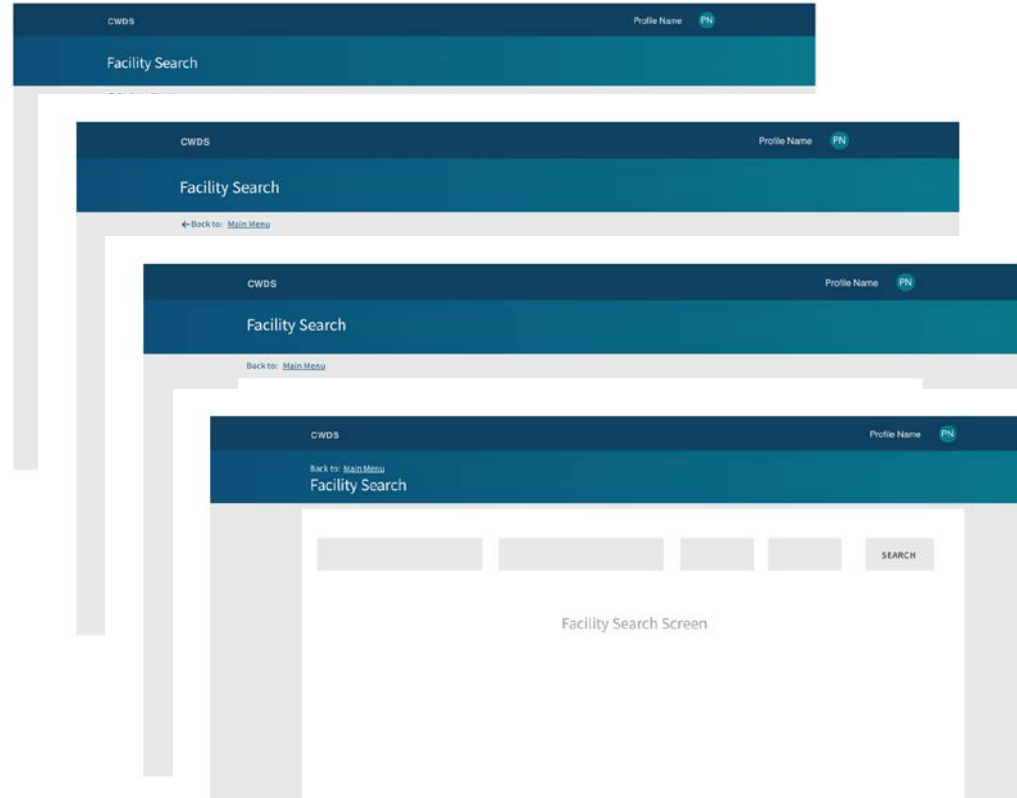 CWDS Profile Name PN
Facility Search
CWDS Profile Name PN
Facility Search
←Back to: Main Menu
CWDS Profile Name PN
Facility Search
Back to: Main Menu
CWDS Profile Name PN
Back to: Main Menu
Facility Search
SEARCH
Facility Search Screen